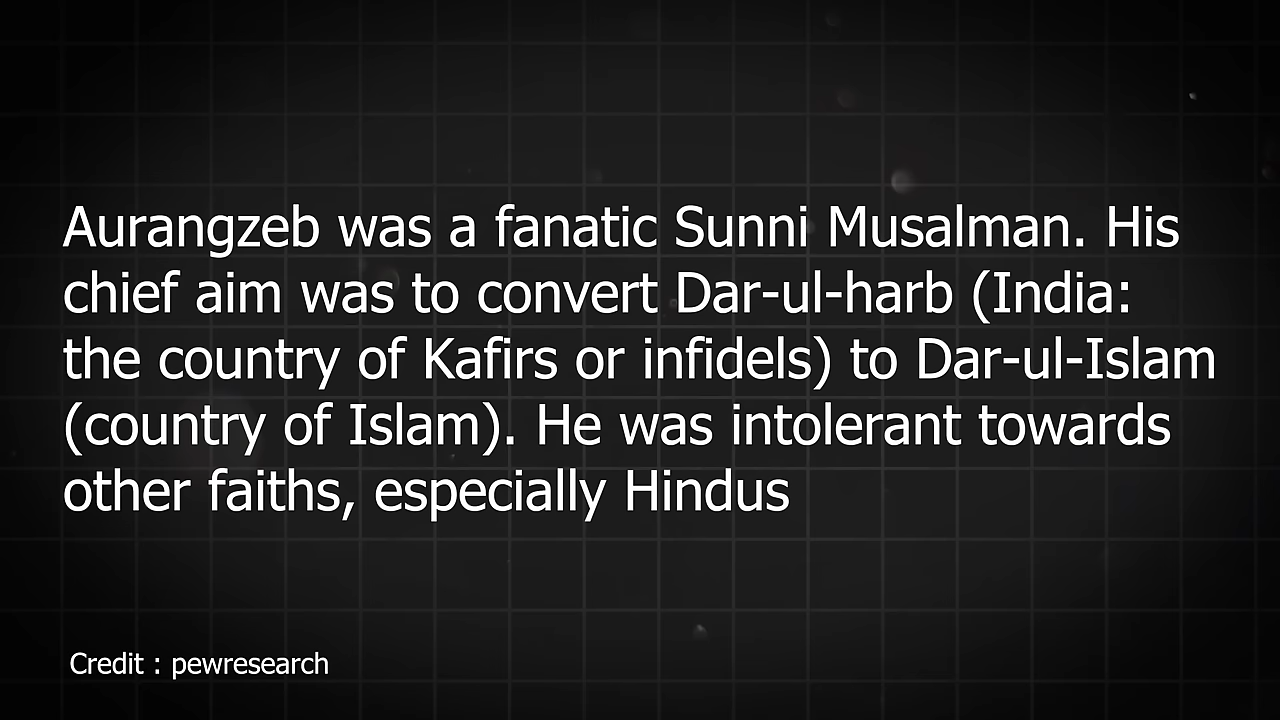 Aurangzeb was a fanatic Sunni Musalman. His
chief aim was to convert Dar-ul-harb (India:
the country of Kafirs or infidels) to Dar-ul-Islam
(country of Islam). He was intolerant towards
other faiths, especially Hindus
Credit : pewresearch